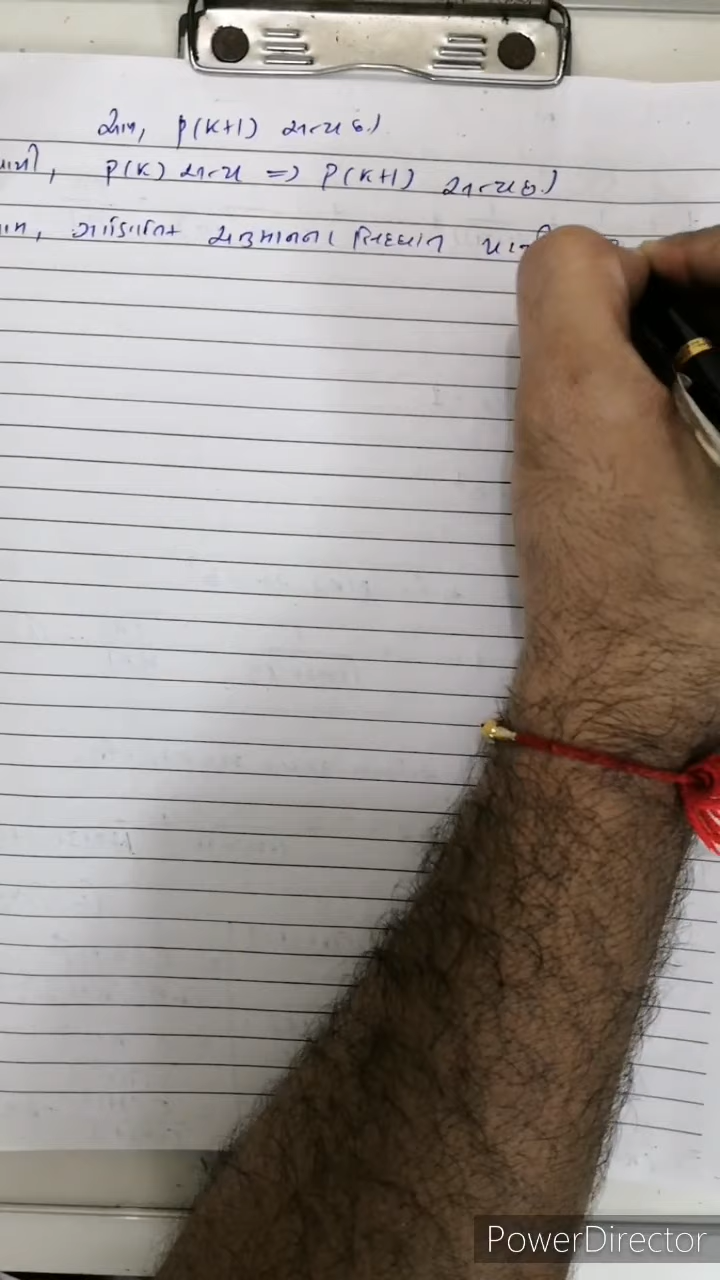 આમ, P(K+1) સત્ય છે.
P(K) સત્ય => P(K+1) સત્ય છે.
ગાણિતિક અનુમાનના સિદ્ધાંત
PowerDirector